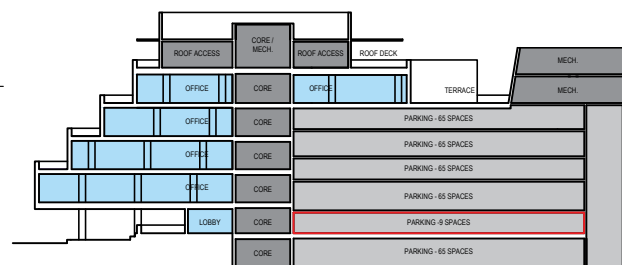 CORE /
MECH.
ROOF ACCESS
ROOF ACCESS
ROOF DECK
MECH.
OFFICE
CORE
OFFICE
TERRACE
MECH.
OFFICE
CORE
PARKING - 65 SPACES
OFFICE
CORE
PARKING - 65 SPACES
PARKING - 65 SPACES
OFFICE
CORE
PARKING - 65 SPACES
LOBBY
CORE
PARKING -9 SPACES
CORE
PARKING - 65 SPACES